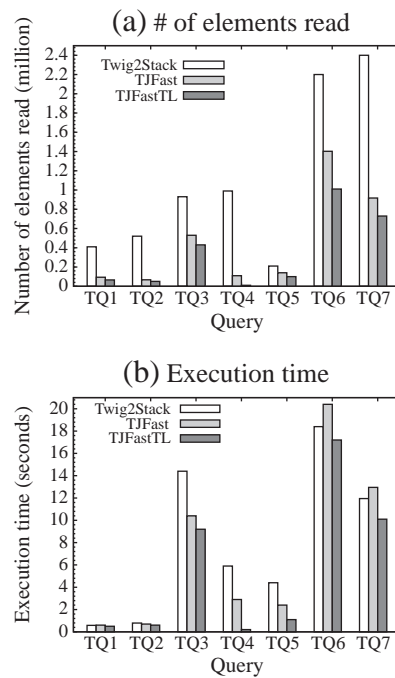 (a) # of elements read
Number of elements read (million)
2.4
2.2
2
1.8
1.6
1.4
1.2
1
0.8
0.6
0.4
0.2
0
Twig2Stack
TJFast
TJFastTL
TQ1 TQ2 TQ3 TQ4 TQ5 TQ6 TQ7
Query
(b) Execution time
Execution time (seconds)
20
18
16
14
12
10
8
6
4
2
0
Twig2Stack
TJFast
TJFastTL
TQ1 TQ2 TQ3 TQ4 TQ5 TQ6 TQ7
Query